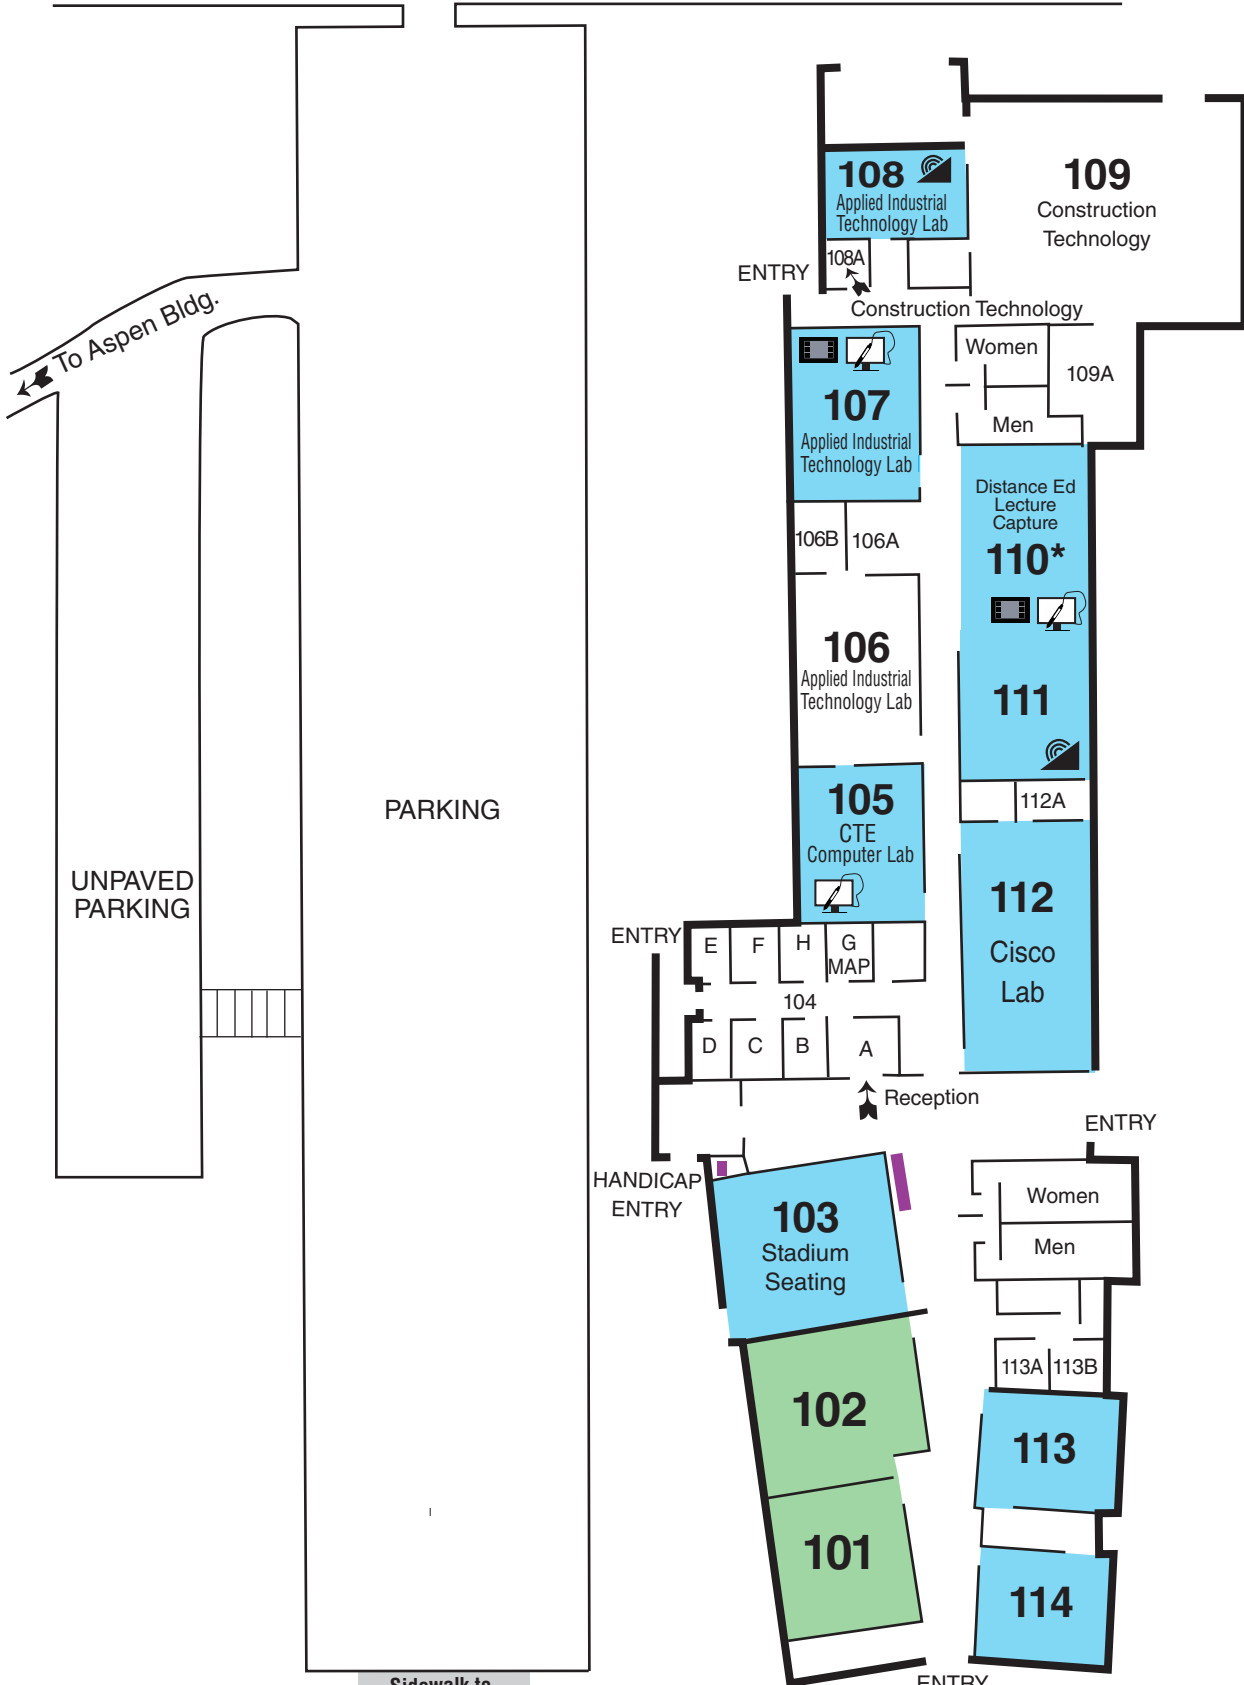 108
Applied Industrial
Technology Lab
109
Construction
Technology
108A
ENTRY
Construction Technology
To Aspen Bldg.
Women
109A
107
Men
Applied Industrial
Technology Lab
Distance Ed
Lecture
Capture
106B
106A
110*
106
Applied Industrial
Technology Lab
111
105
CTE
Computer Lab
112A
PARKING
UNPAVED
PARKING
112
Cisco
Lab
ENTRY
E
F
H
G
MAP
104
D
C
B
A
Reception
ENTRY
HANDICAP
ENTRY
Women
Men
103
Stadium
Seating
113A
113B
102
113
101
114
Sidewalk to
ENTRY